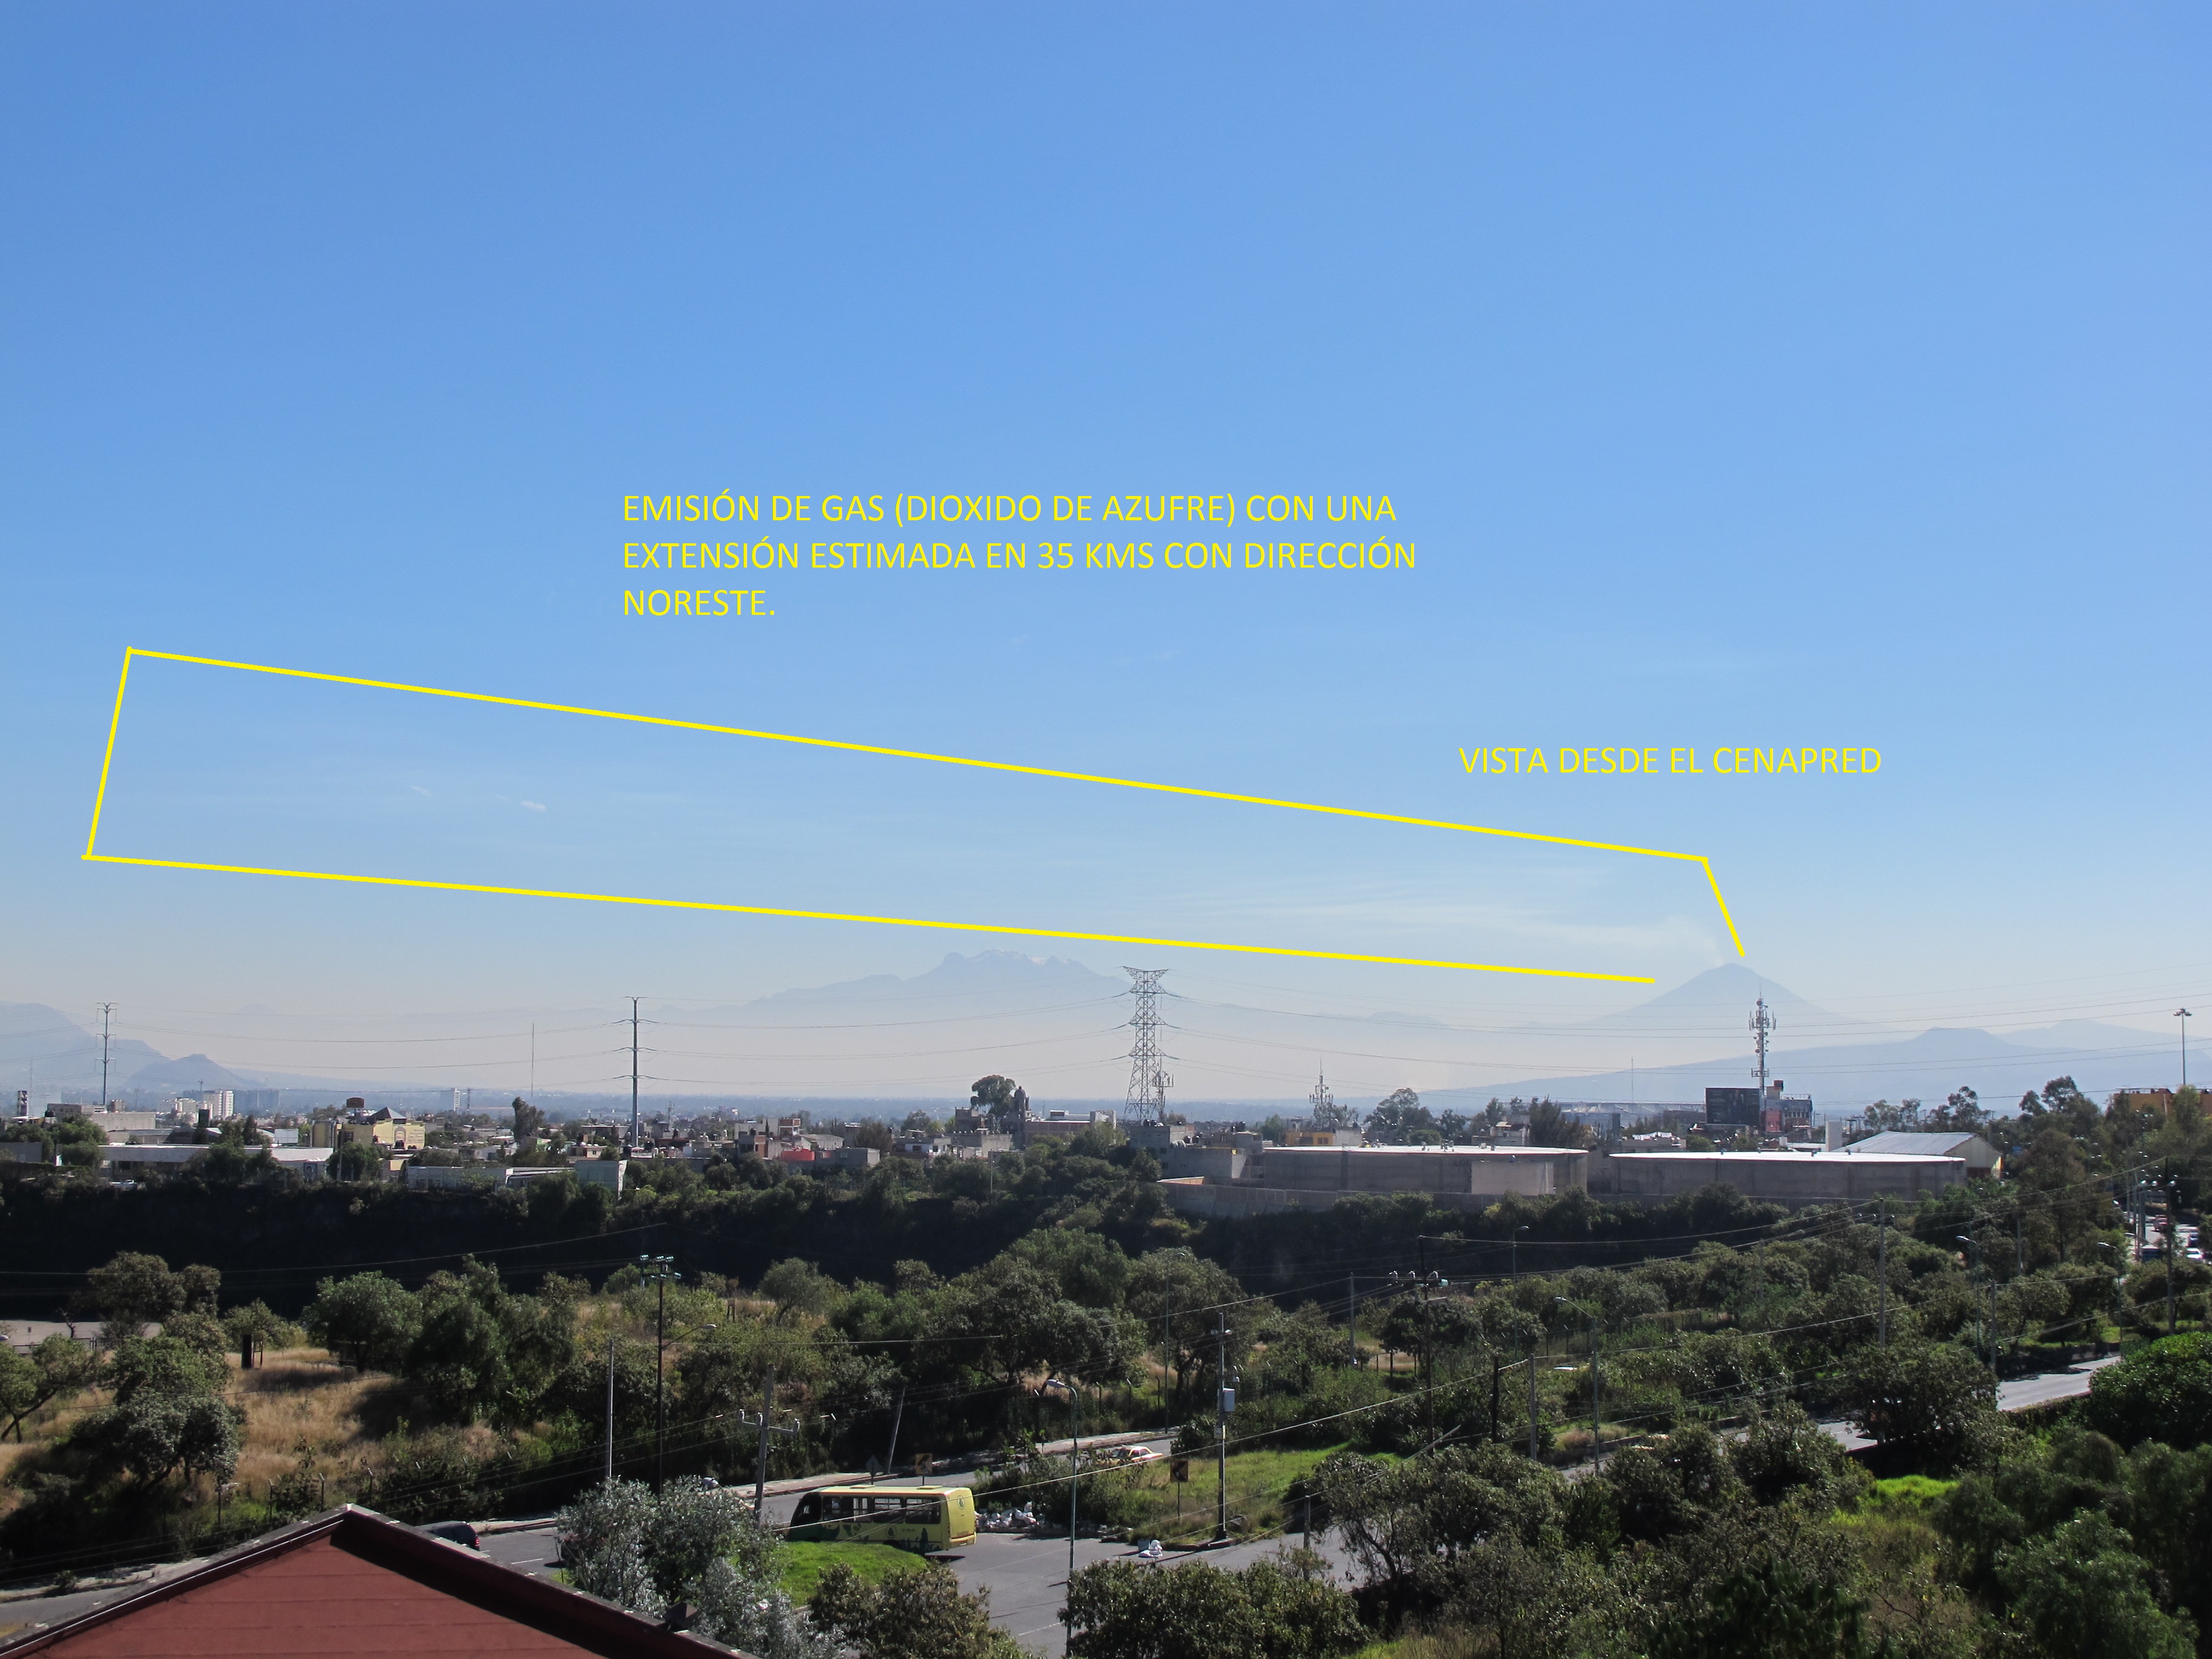 EMISIÓN DE GAS (DIOXIDO DE AZUFRE) CON UNA
EXTENSIÓN ESTIMADA EN 35 KMS CON DIRECCIÓN
NORESTE.
VISTA DESDE EL CENAPRED